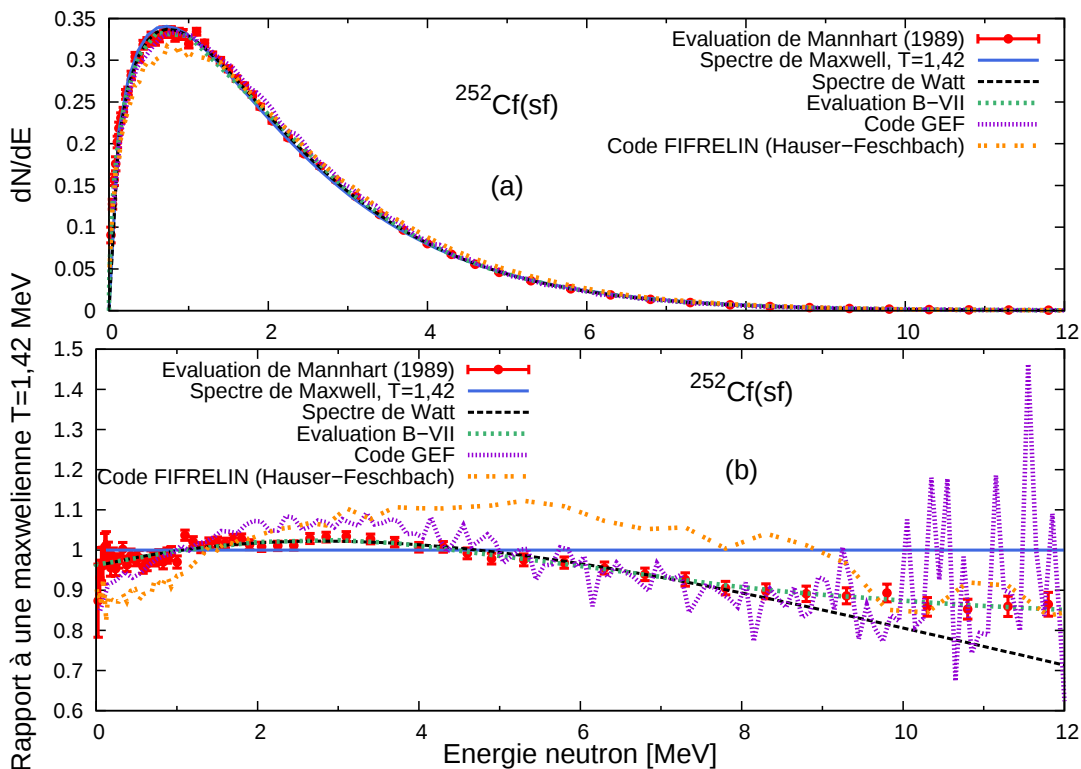 0.35
0.3
0.25
0.2
0.15
0.1
0.05
0
dN/dE
Evaluation de Mannhart (1989)
Spectre de Maxwell, T=1,42
Spectre de Watt
Evaluation B−VII
Code GEF
Code FIFRELIN (Hauser−Feschbach)
252Cf(sf)
(a)
0 2 4 6 8 10 12
Rapport à une maxwelienne T=1,42 MeV
1.5
1.4
1.3
1.2
1.1
1
0.9
0.8
0.7
0.6
Evaluation de Mannhart (1989)
Spectre de Maxwell, T=1,42
Spectre de Watt
Evaluation B−VII
Code GEF
Code FIFRELIN (Hauser−Feschbach)
252Cf(sf)
(b)
0 2 4 6 8 10 12
Energie neutron [MeV]